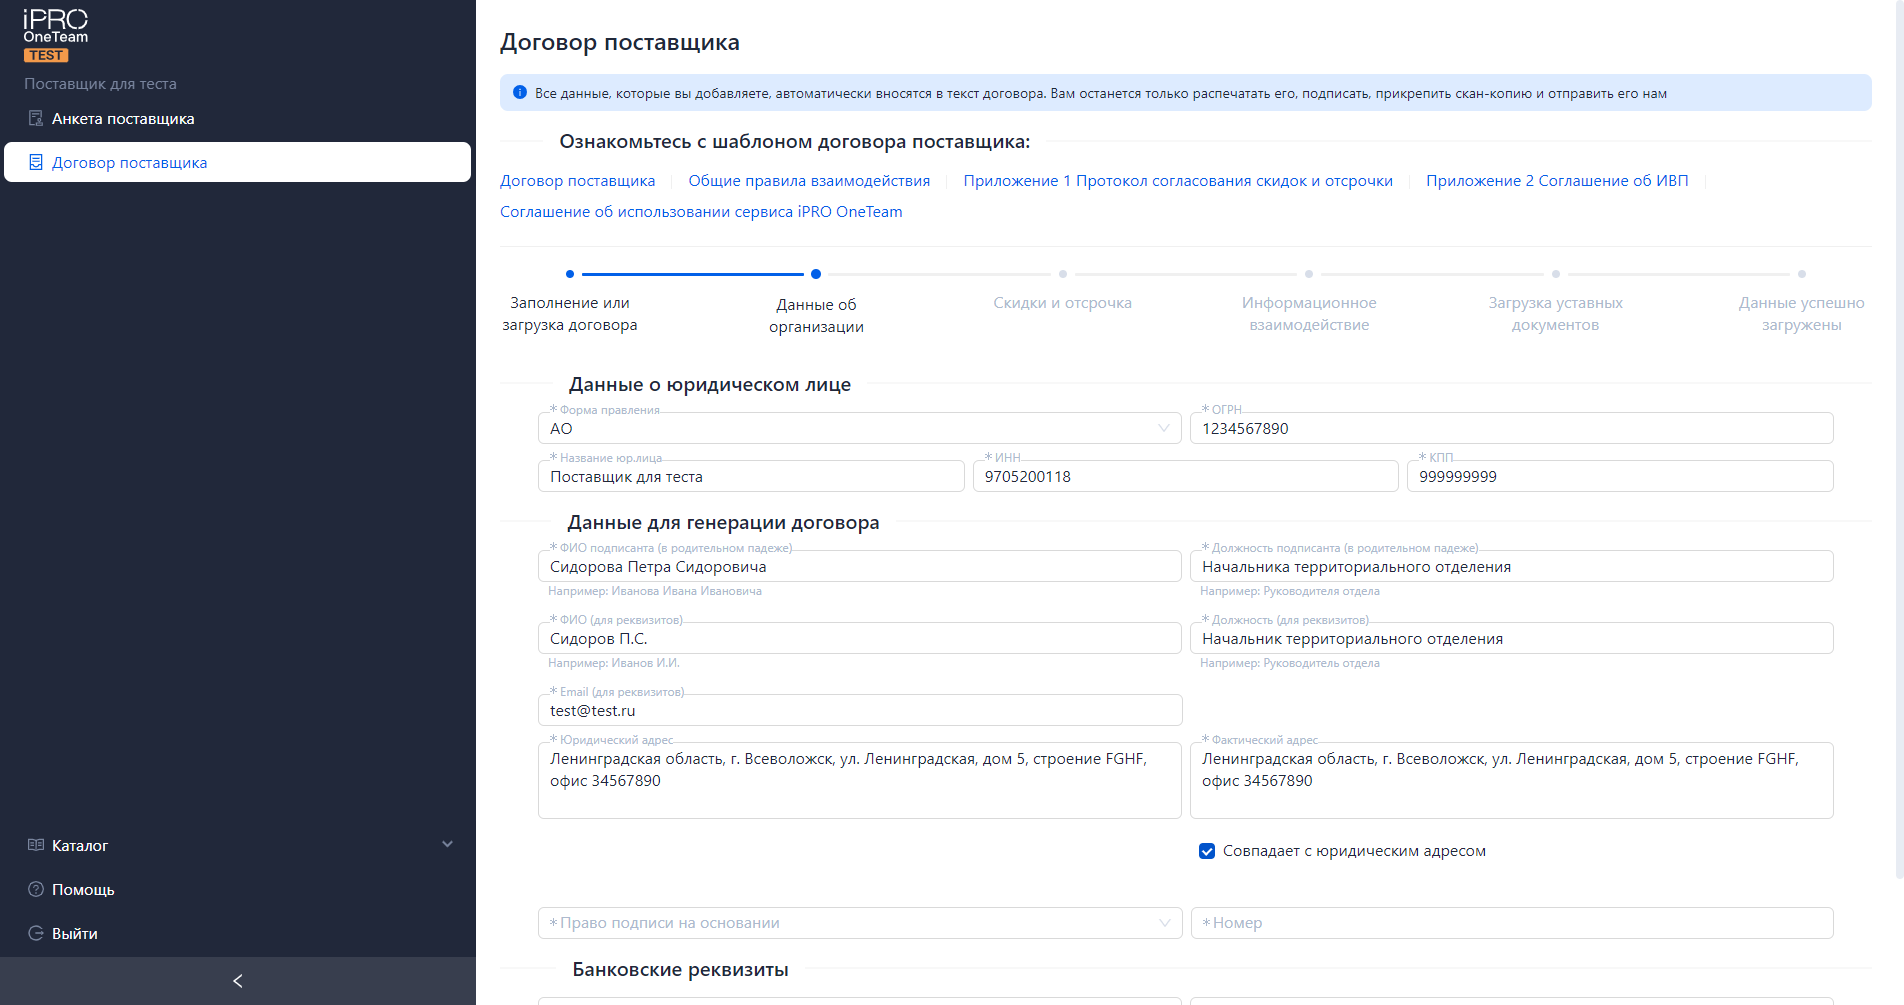 iPRO
OneTeam
TEST
Поставщик для теста
Анкета поставщика
Договор поставщика
Каталог
Помощь
Выйти
Договор поставщика
Все данные, которые вы добавляете, автоматически вносятся в текст договора. Вам останется только распечатать его, подписать, прикрепить скан-копию и отправить его нам
Ознакомьтесь с шаблоном договора поставщика:
Договор поставщика Общие правила взаимодействия Приложение 1 Протокол согласования скидок и отсрочки Приложение 2 Соглашение об ИВП
Соглашение об использовании сервиса iPRO OneTeam
Заполнение или
загрузка договора
Данные об
организации
Скидки и отсрочка
Информационное
взаимодействие
Загрузка уставных
документов
Данные успешно
загружены
Данные о юридическом лице
* Форма правления
АО
* ОГРН
1234567890
* Название юр.лица
Поставщик для теста
* ИНН
9705200118
* КПП
999999999
Данные для генерации договора
* ФИО подписанта (в родительном падеже)
Сидорова Петра Сидоровича
Например: Иванова Ивана Ивановича
* Должность подписанта (в родительном падеже)
Начальника территориального отделения
Например: Руководителя отдела
* ФИО (для реквизитов)
Сидоров П.С.
Например: Иванов И.И.
* Должность (для реквизитов)
Начальник территориального отделения
Например: Руководитель отдела
* Email (для реквизитов)
test@test.ru
* Юридический адрес
Ленинградская область, г. Всеволожск, ул. Ленинградская, дом 5, строение FGHF,
офис 34567890
* Фактический адрес
Ленинградская область, г. Всеволожск, ул. Ленинградская, дом 5, строение FGHF,
офис 34567890
Совпадает с юридическим адресом
* Право подписи на основании
* Номер
Банковские реквизиты